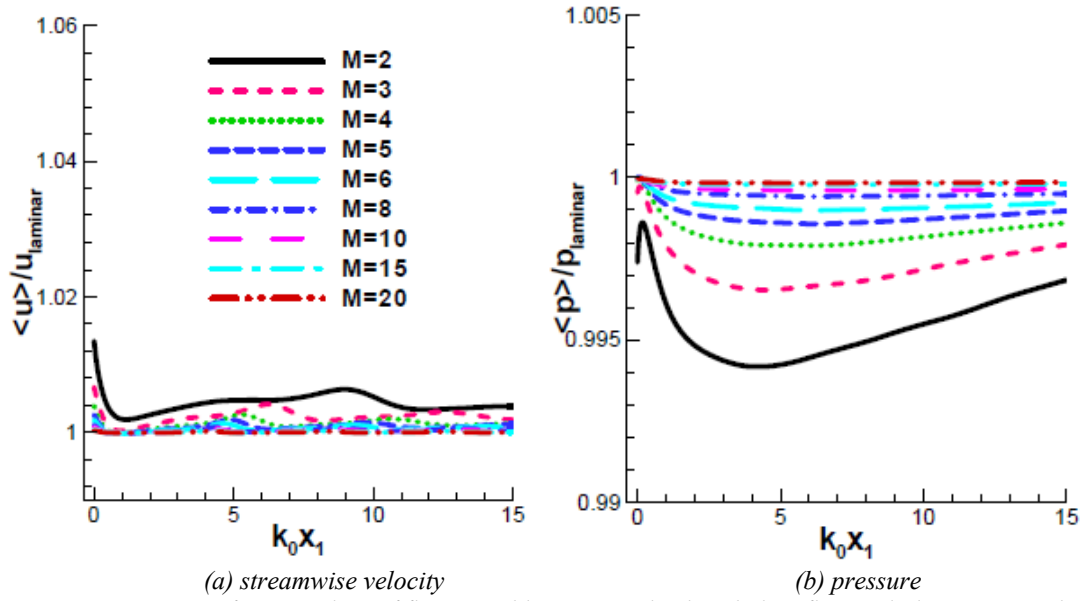 1.06
1.04
1.02
1
<u>/u_laminar
0
5
10
15
k₀x₁
M=2
M=3
M=4
M=5
M=6
M=8
M=10
M=15
M=20
(a) streamwise velocity
1.005
1
0.995
0.99
<p>/p_laminar
0
5
10
15
k₀x₁
(b) pressure